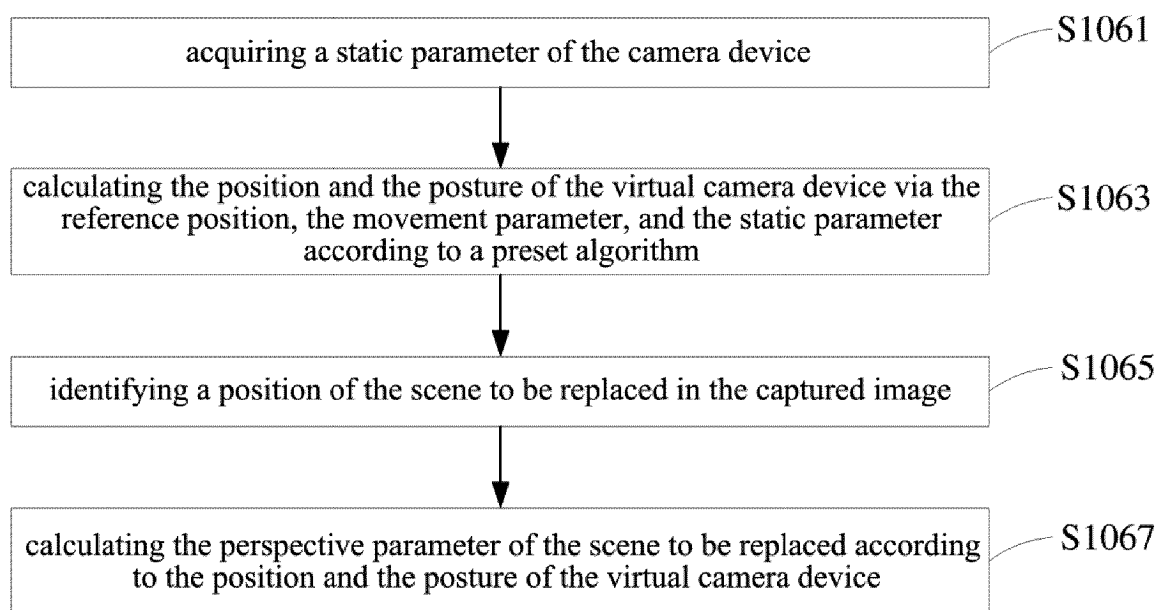 acquiring a static parameter of the camera device
S1061
calculating the position and the posture of the virtual camera device via the
reference position, the movement parameter, and the static parameter
according to a preset algorithm
S1063
identifying a position of the scene to be replaced in the captured image
S1065
calculating the perspective parameter of the scene to be replaced according
to the position and the posture of the virtual camera device
S1067